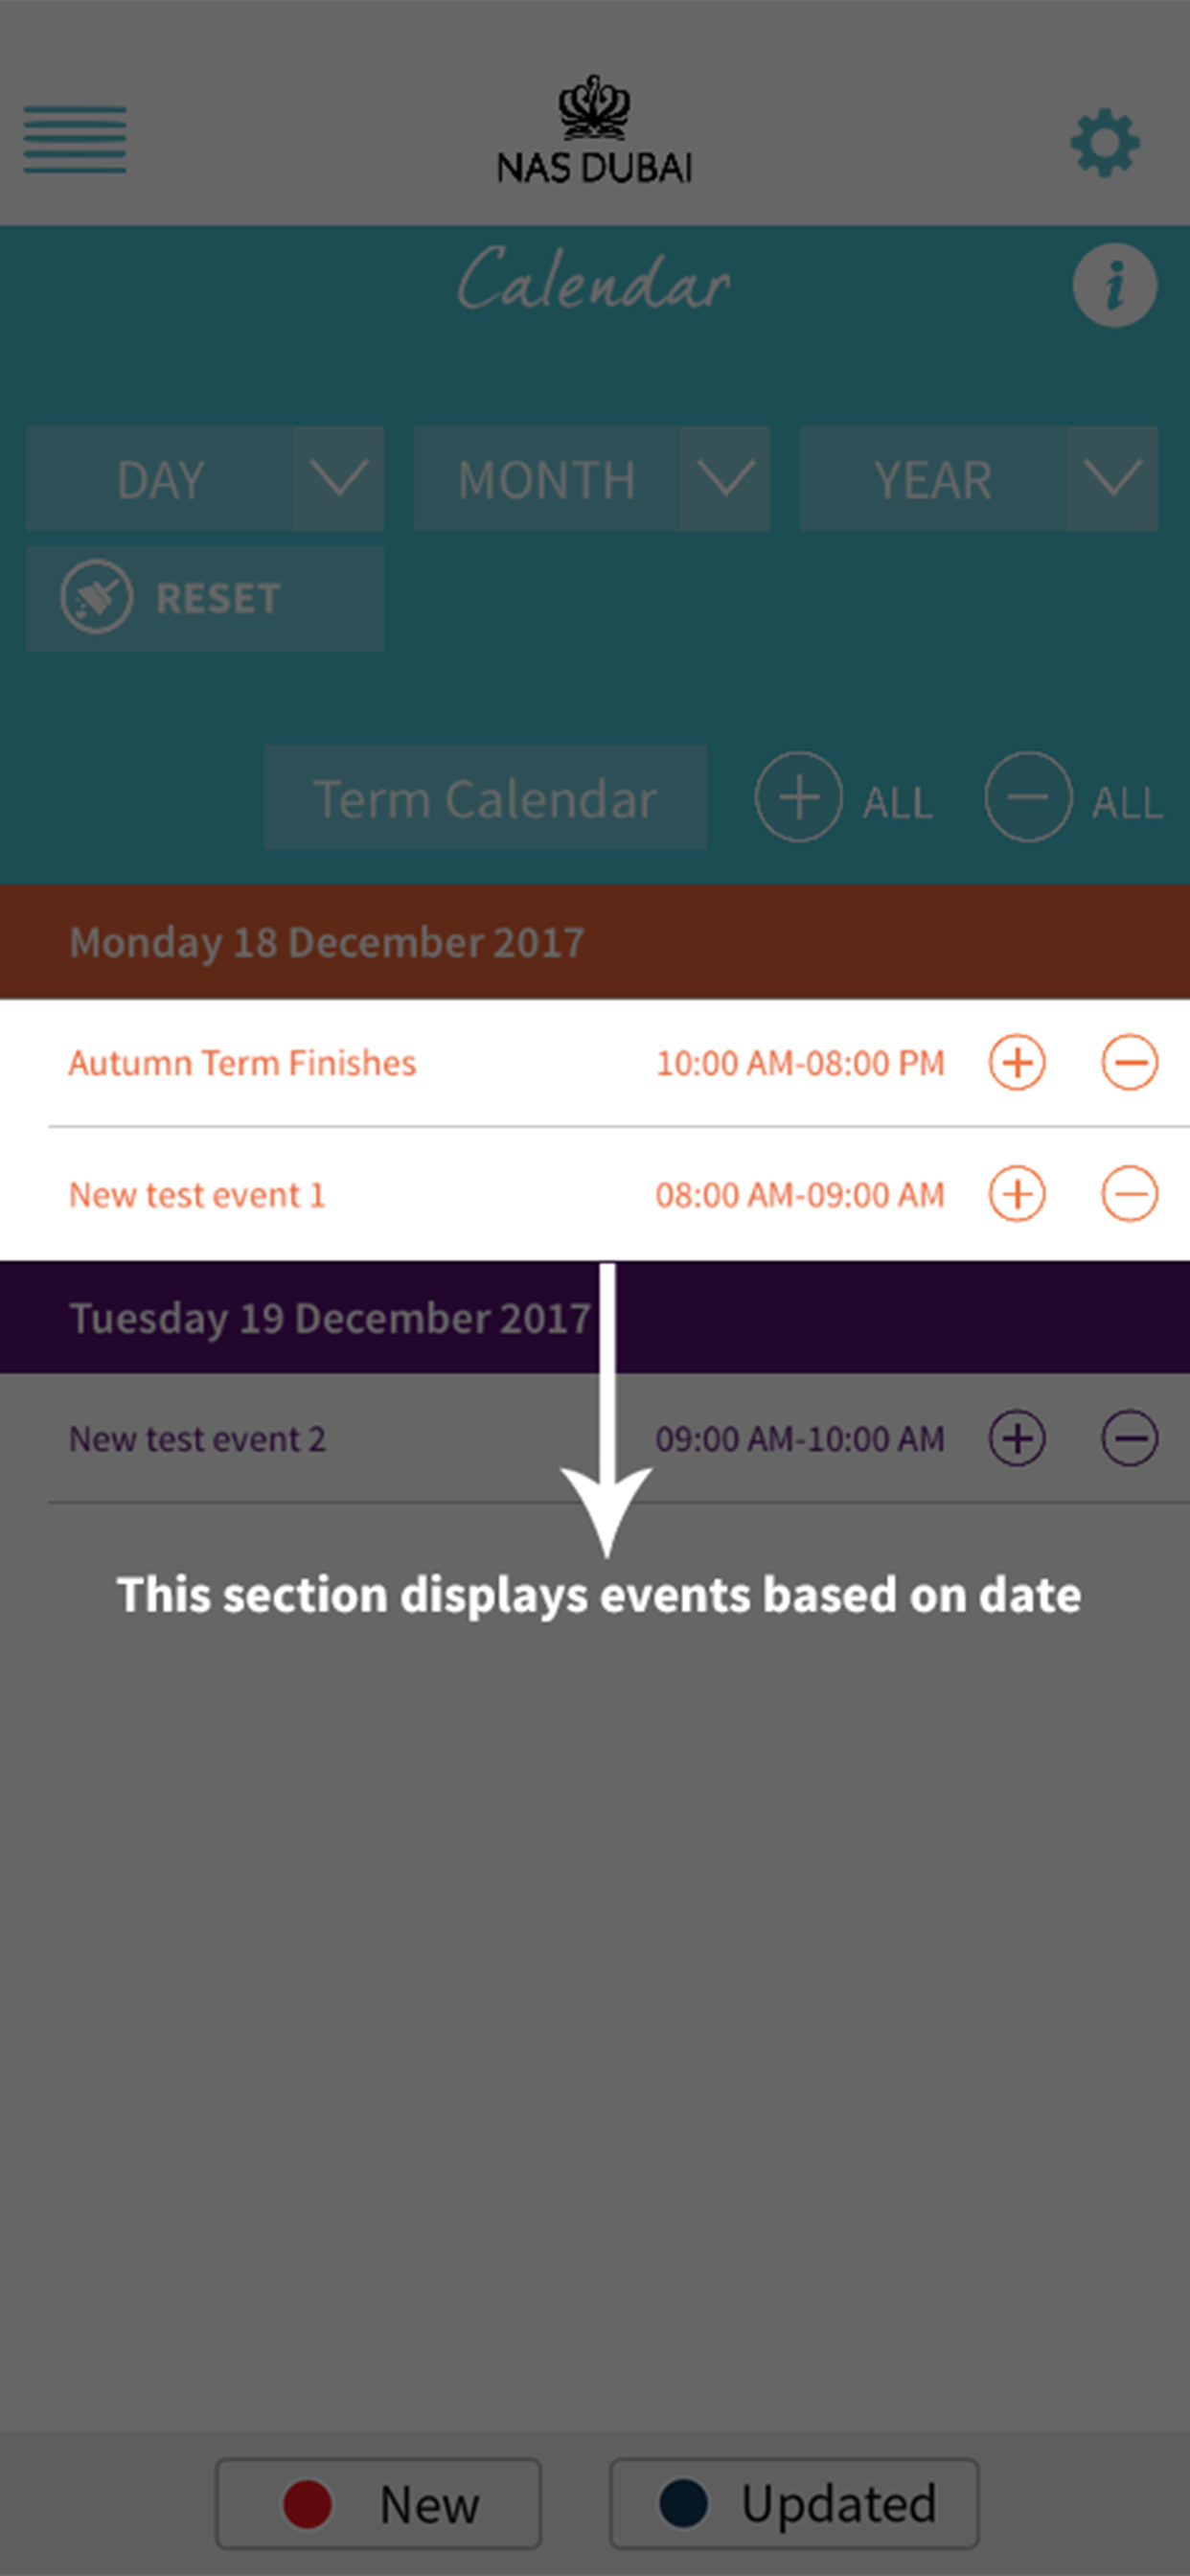 NAS DUBAI
Calendar
DAY MONTH YEAR
RESET
Term Calendar ALL ALL
Monday 18 December 2017
Autumn Term Finishes 10:00 AM-08:00 PM
New test event 1 08:00 AM-09:00 AM
Tuesday 19 December 2017
New test event 2 09:00 AM-10:00 AM
This section displays events based on date
New Updated